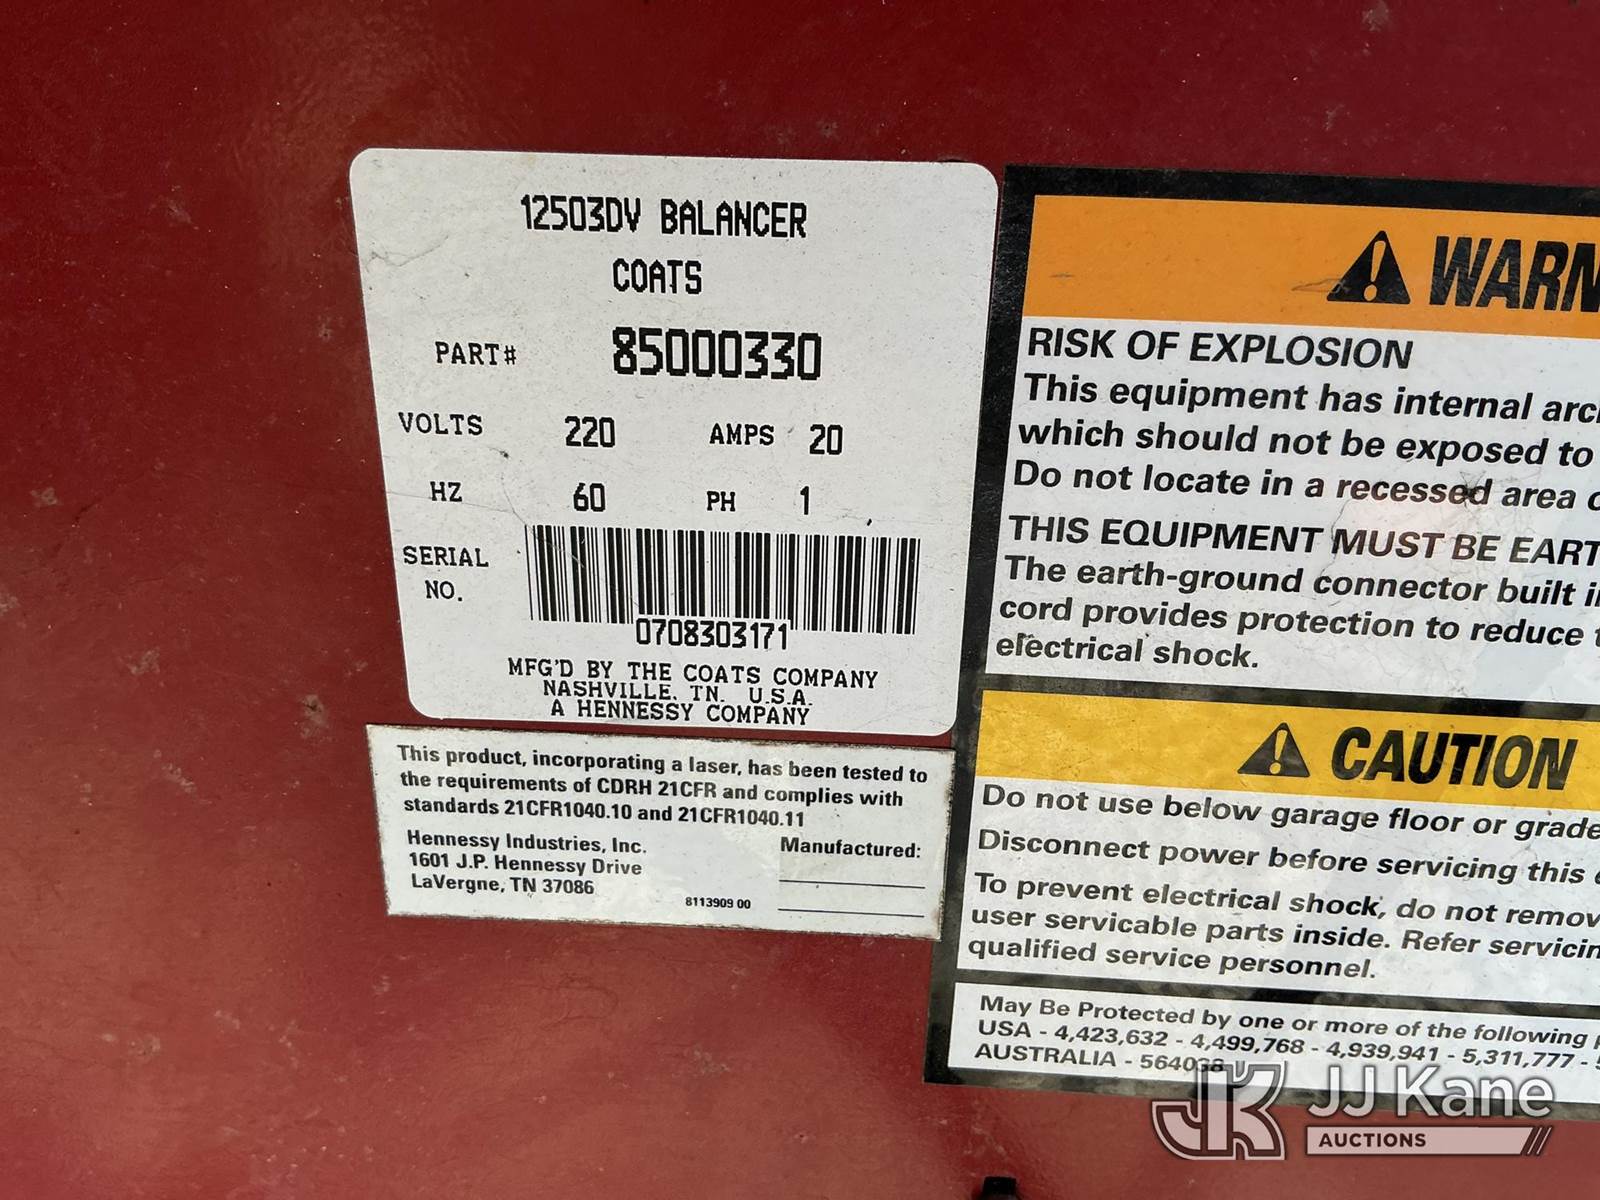 12503DV BALANCER
COATS
PART# 85000330
VOLTS 220 AMPS 20
HZ 60 PH 1
SERIAL
NO.
0708303171
MFG'D BY THE COATS COMPANY
NASHVILLE. TN. U.S.A.
A HENNESSY COMPANY
This product, incorporating a laser, has been tested to
the requirements of CDRH 21CFR and complies with
standards 21CFR1040.10 and 21CFR1040.11
Hennessy Industries, Inc.
1601 J.P. Hennessy Drive
LaVergne, TN 37086
Manufactured:
8113909 00
WARN
RISK OF EXPLOSION
This equipment has internal arc
which should not be exposed to
Do not locate in a recessed area
THIS EQUIPMENT MUST BE EART
The earth-ground connector built
cord provides protection to reduce
electrical shock.
CAUTION
Do not use below garage floor or grade
Disconnect power before servicing this
To prevent electrical shock, do not remov
user servicable parts inside. Refer servicin
qualified service personnel.
May Be Protected by one or more of the following
USA - 4,423,632 - 4,499,768 - 4,939,941 - 5,311,777 -
AUSTRALIA - 564038
JJ Kane
AUCTIONS